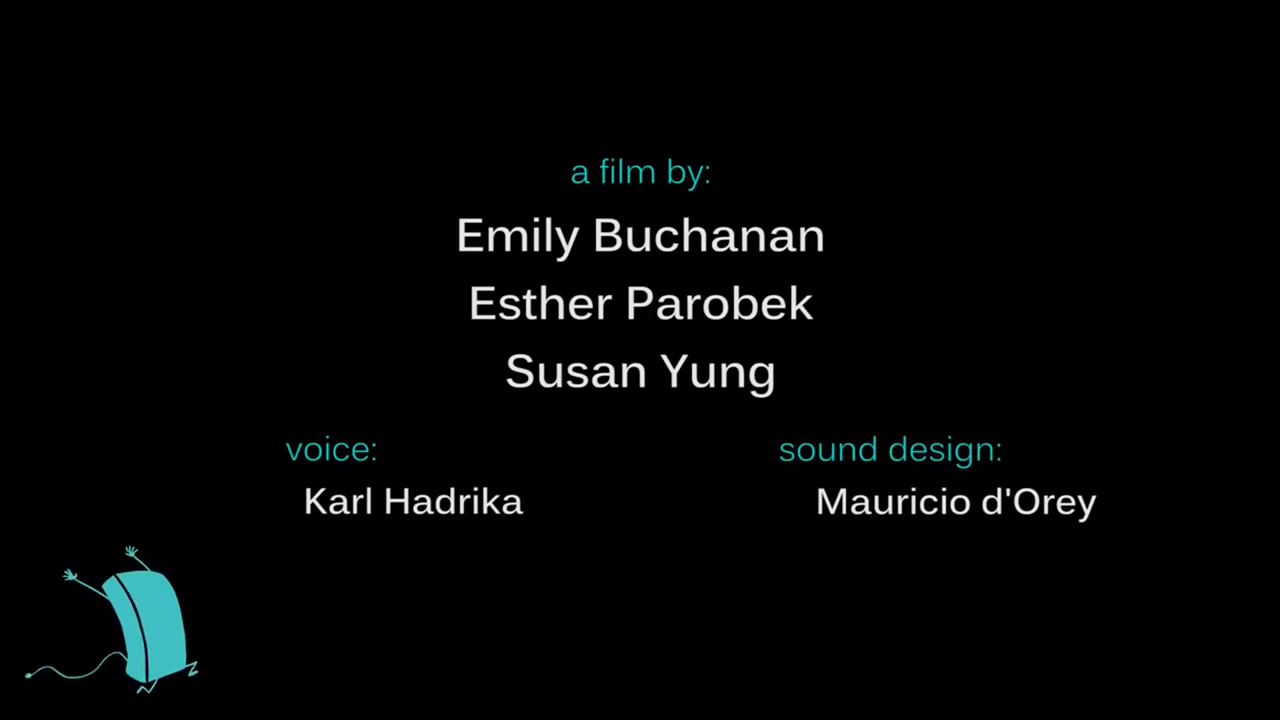 a film by:
Emily Buchanan
Esther Parobek
Susan Yung
voice:
Karl Hadrika
sound design:
Mauricio d'Orey